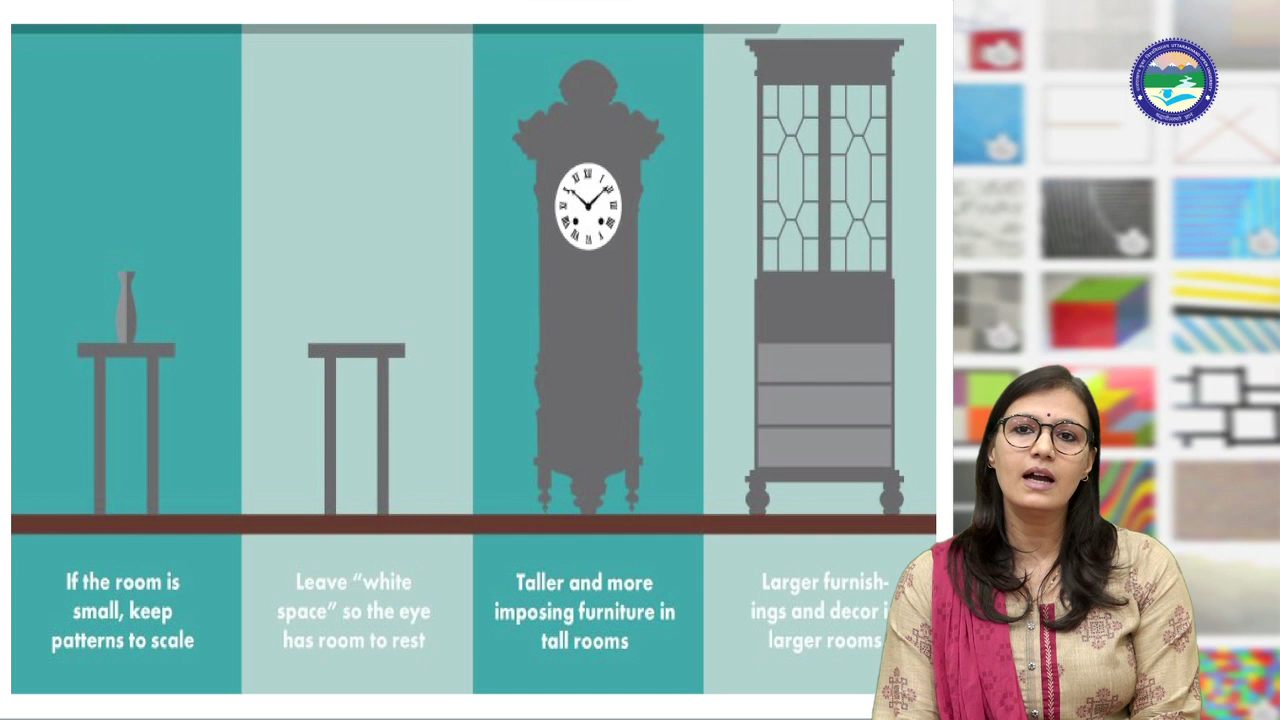 If the room is
small, keep
patterns to scale
Leave “white
space” so the eye
has room to rest
Taller and more
imposing furniture in
tall rooms
Larger furnish-
ings and decor
larger rooms